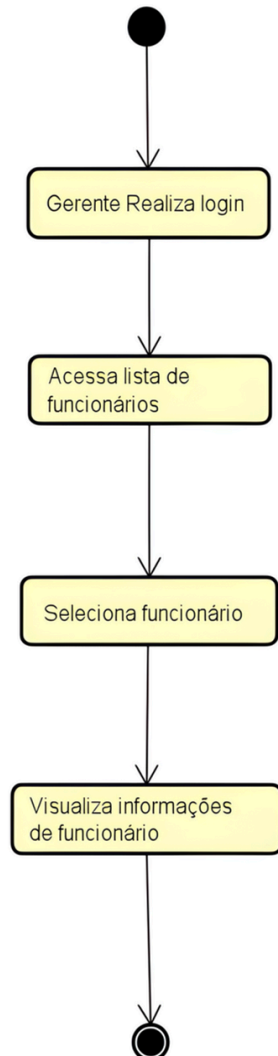 Gerente Realiza login
Acessa lista de
funcionários
Seleciona funcionário
Visualiza informações
de funcionário